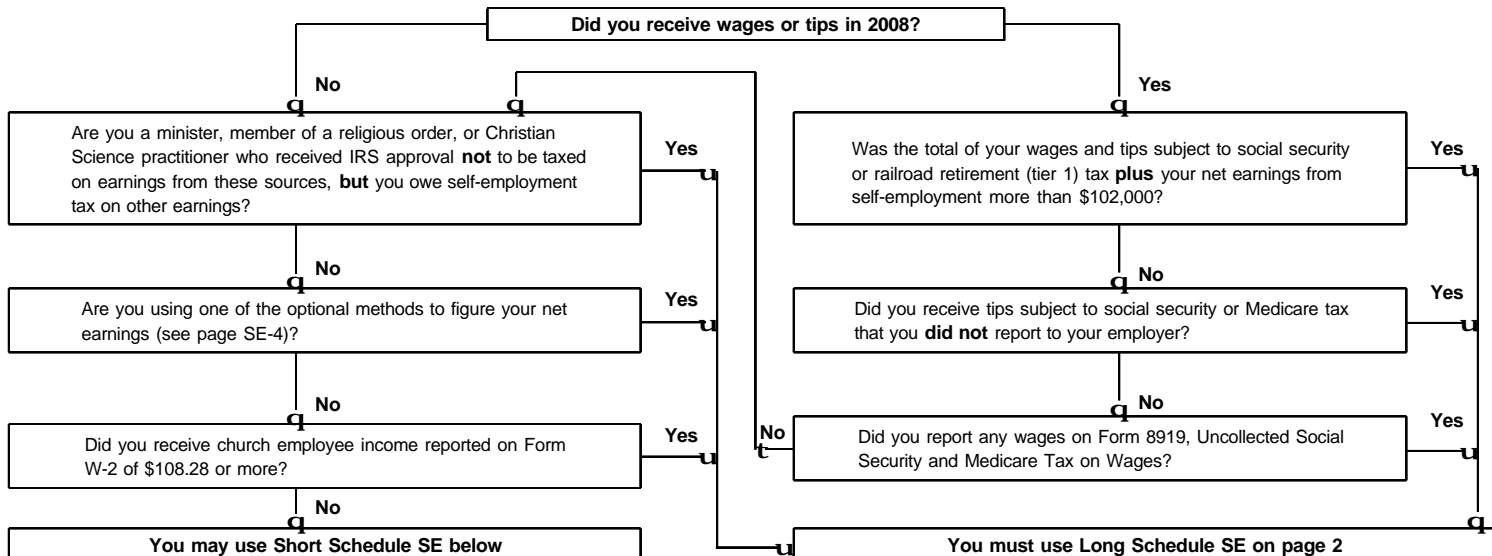 Did you receive wages or tips in 2008?
No
q
q
Yes
q
Are you a minister, member of a religious order, or Christian
Science practitioner who received IRS approval not to be taxed
on earnings from these sources, but you owe self-employment
tax on other earnings?
Yes
u
Was the total of your wages and tips subject to social security
or railroad retirement (tier 1) tax plus your net earnings from
self-employment more than $102,000?
Yes
u
No
q
No
q
Are you using one of the optional methods to figure your net
earnings (see page SE-4)?
Yes
u
Did you receive tips subject to social security or Medicare tax
that you did not report to your employer?
Yes
u
No
q
No
q
Did you receive church employee income reported on Form
W-2 of $108.28 or more?
Yes
u
No
t
Did you report any wages on Form 8919, Uncollected Social
Security and Medicare Tax on Wages?
Yes
u
No
q
q
You may use Short Schedule SE below
u
You must use Long Schedule SE on page 2